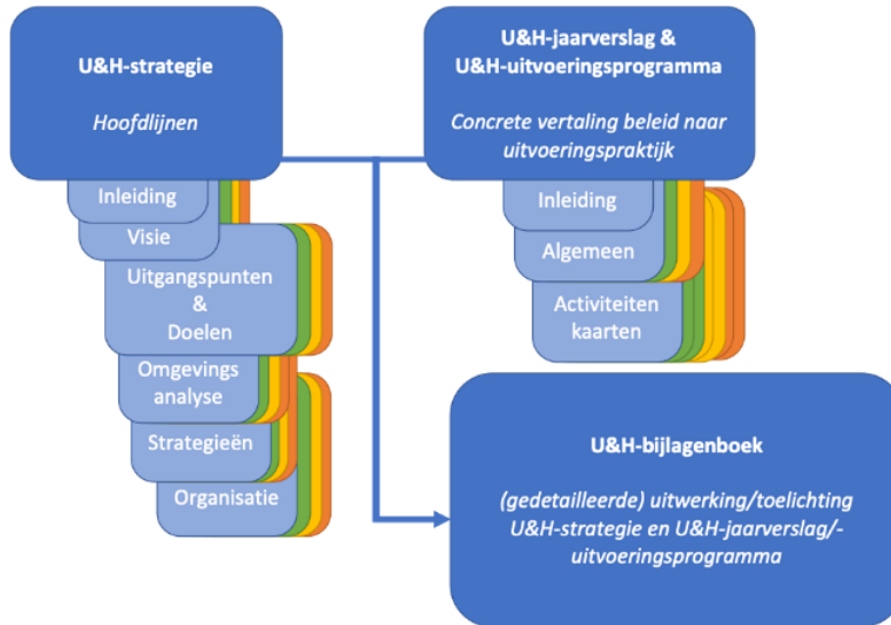 U&H-strategie
Hoofdlijnen
Inleiding
Visie
Uitgangspunten
&
Doelen
Omgevings
analyse
Strategieën
Organisatie
U&H-jaarverslag &
U&H-uitvoeringsprogramma
Concrete vertaling beleid naar
uitvoeringspraktijk
Inleiding
Algemeen
Activiteiten
kaarten
U&H-bijlagenboek
(gedetailleerde) uitwerking/toelichting
U&H-strategie en U&H-jaarverslag/-
uitvoeringsprogramma